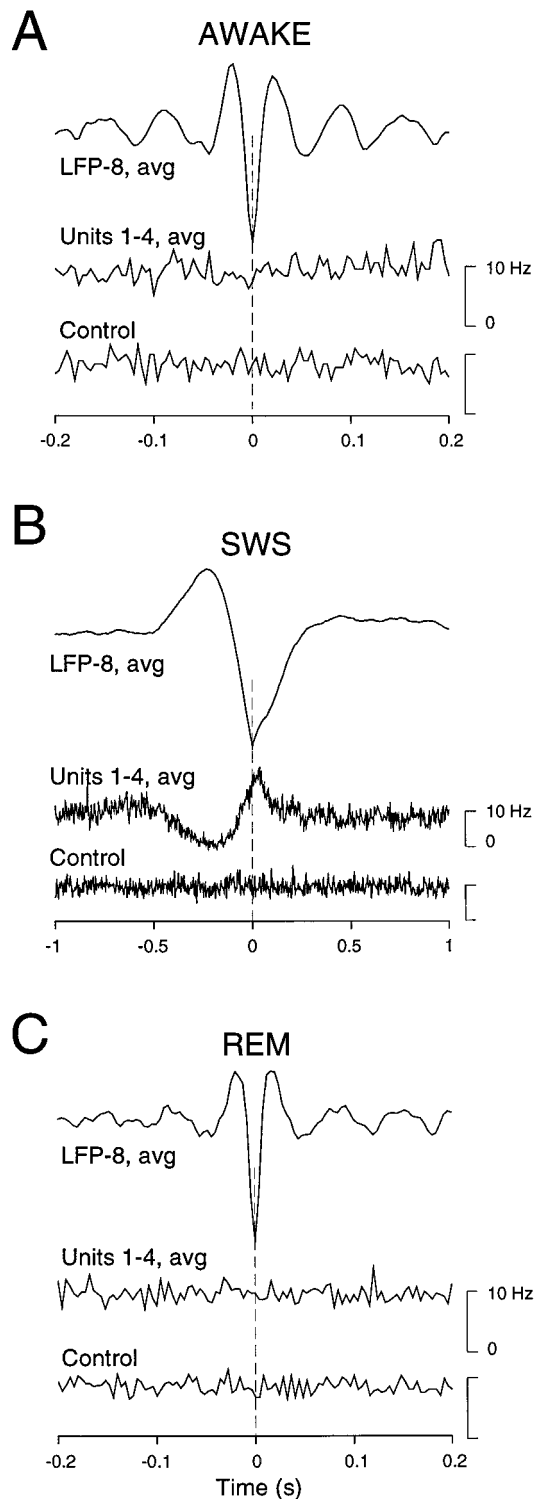 A
AWAKE
LFP-8, avg
Units 1-4, avg
10 Hz
0
Control
-0.2 -0.1 0 0.1 0.2
B
SWS
LFP-8, avg
Units 1-4, avg
10 Hz
0
Control
-1 -0.5 0 0.5 1
C
REM
LFP-8, avg
Units 1-4, avg
10 Hz
0
Control
-0.2 -0.1 0 0.1 0.2
Time (s)